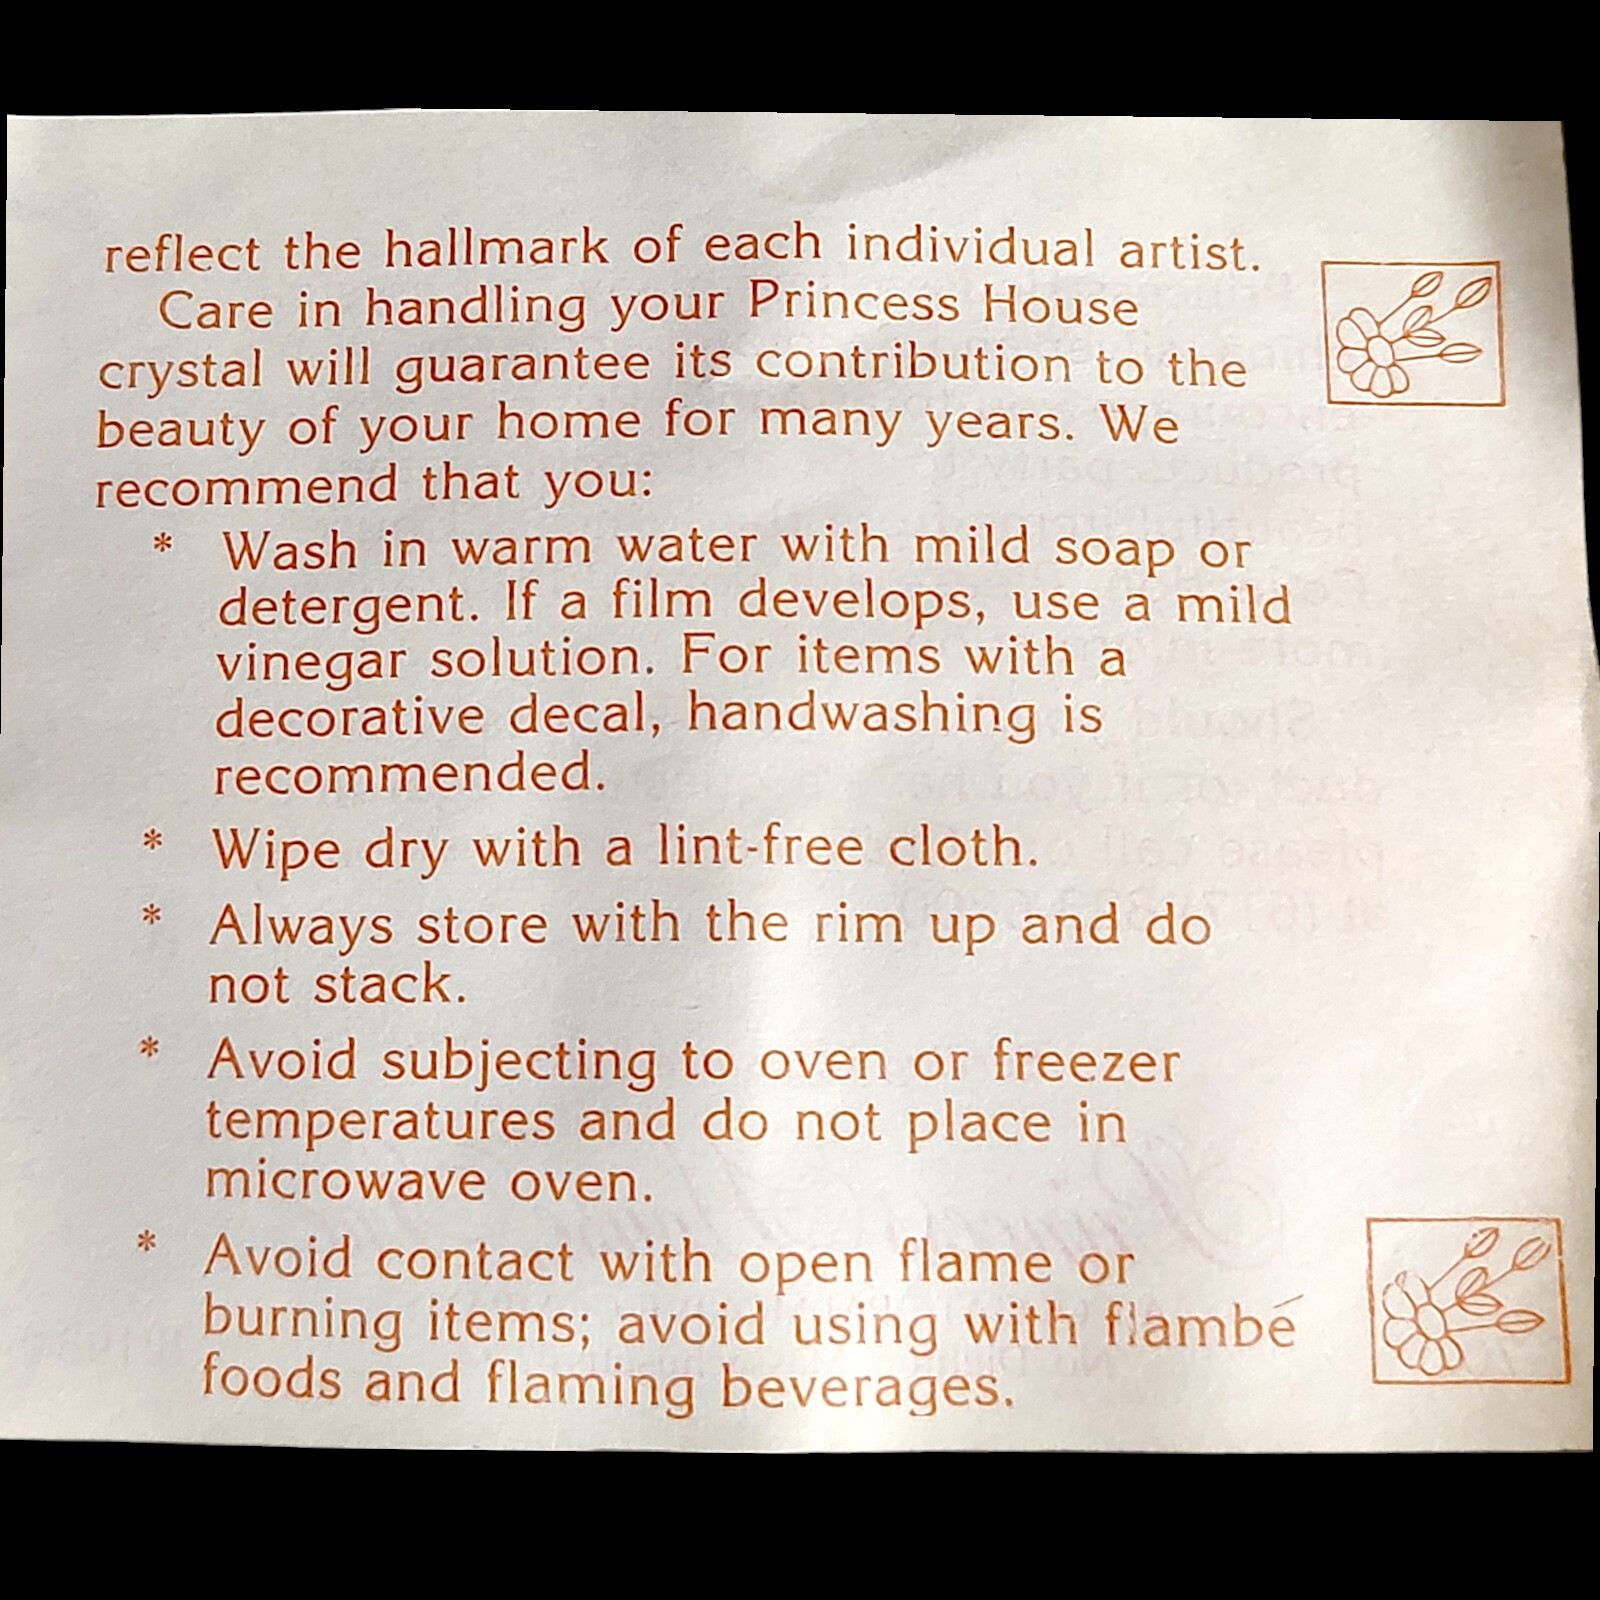 reflect the hallmark of each individual artist.
Care in handling your Princess House
crystal will guarantee its contribution to the
beauty of your home for many years. We
recommend that you:
* Wash in warm water with mild soap or
detergent. If a film develops, use a mild
vinegar solution. For items with a
decorative decal, handwashing is
recommended.
* Wipe dry with a lint-free cloth.
* Always store with the rim up and do
not stack.
* Avoid subjecting to oven or freezer
temperatures and do not place in
microwave oven.
* Avoid contact with open flame or
burning items; avoid using with flambé
foods and flaming beverages.